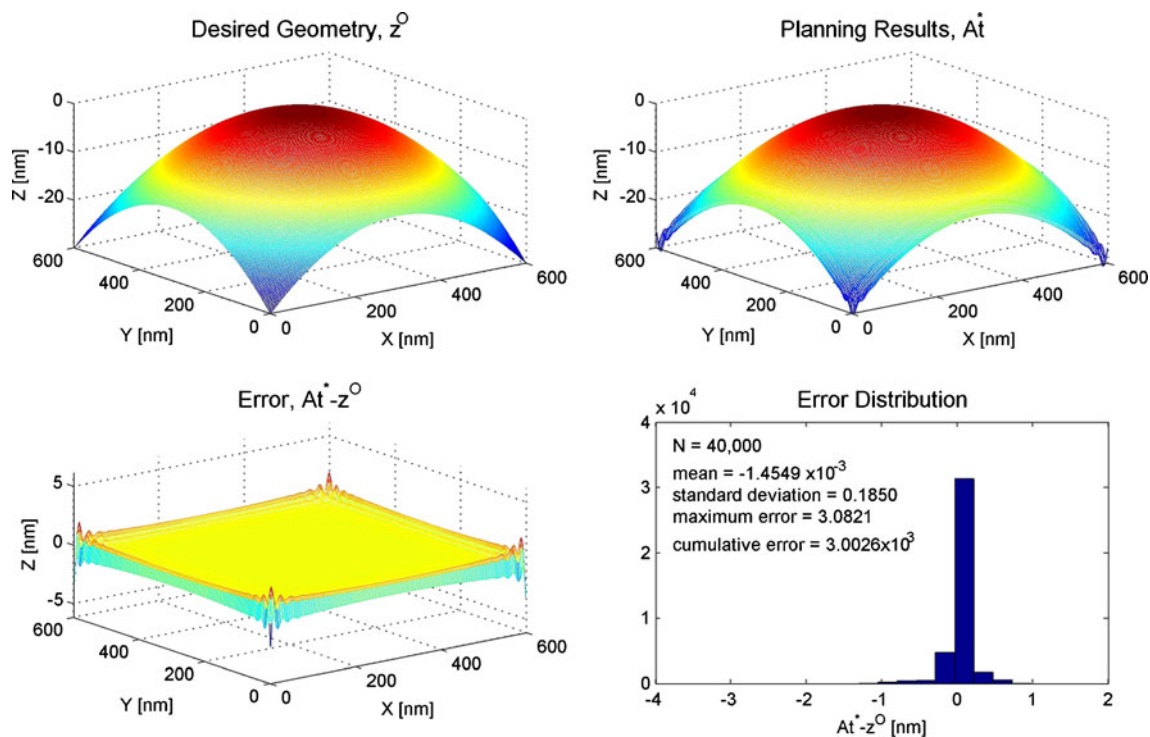 Desired Geometry, z^O
0
-10
-20
Z [nm]
600
400
200
0
Y [nm]
0
200
400
600
X [nm]
Planning Results, At^*
0
-10
-20
Z [nm]
600
400
200
0
Y [nm]
0
200
400
600
X [nm]
Error, At^*-z^O
5
0
-5
Z [nm]
600
400
200
0
Y [nm]
0
200
400
600
X [nm]
Error Distribution
x 10^4
4
3
2
1
0
N = 40,000
mean = -1.4549 x10^-3
standard deviation = 0.1850
maximum error = 3.0821
cumulative error = 3.0026x10^3
-4 -3 -2 -1 0 1 2
At^*-z^O [nm]